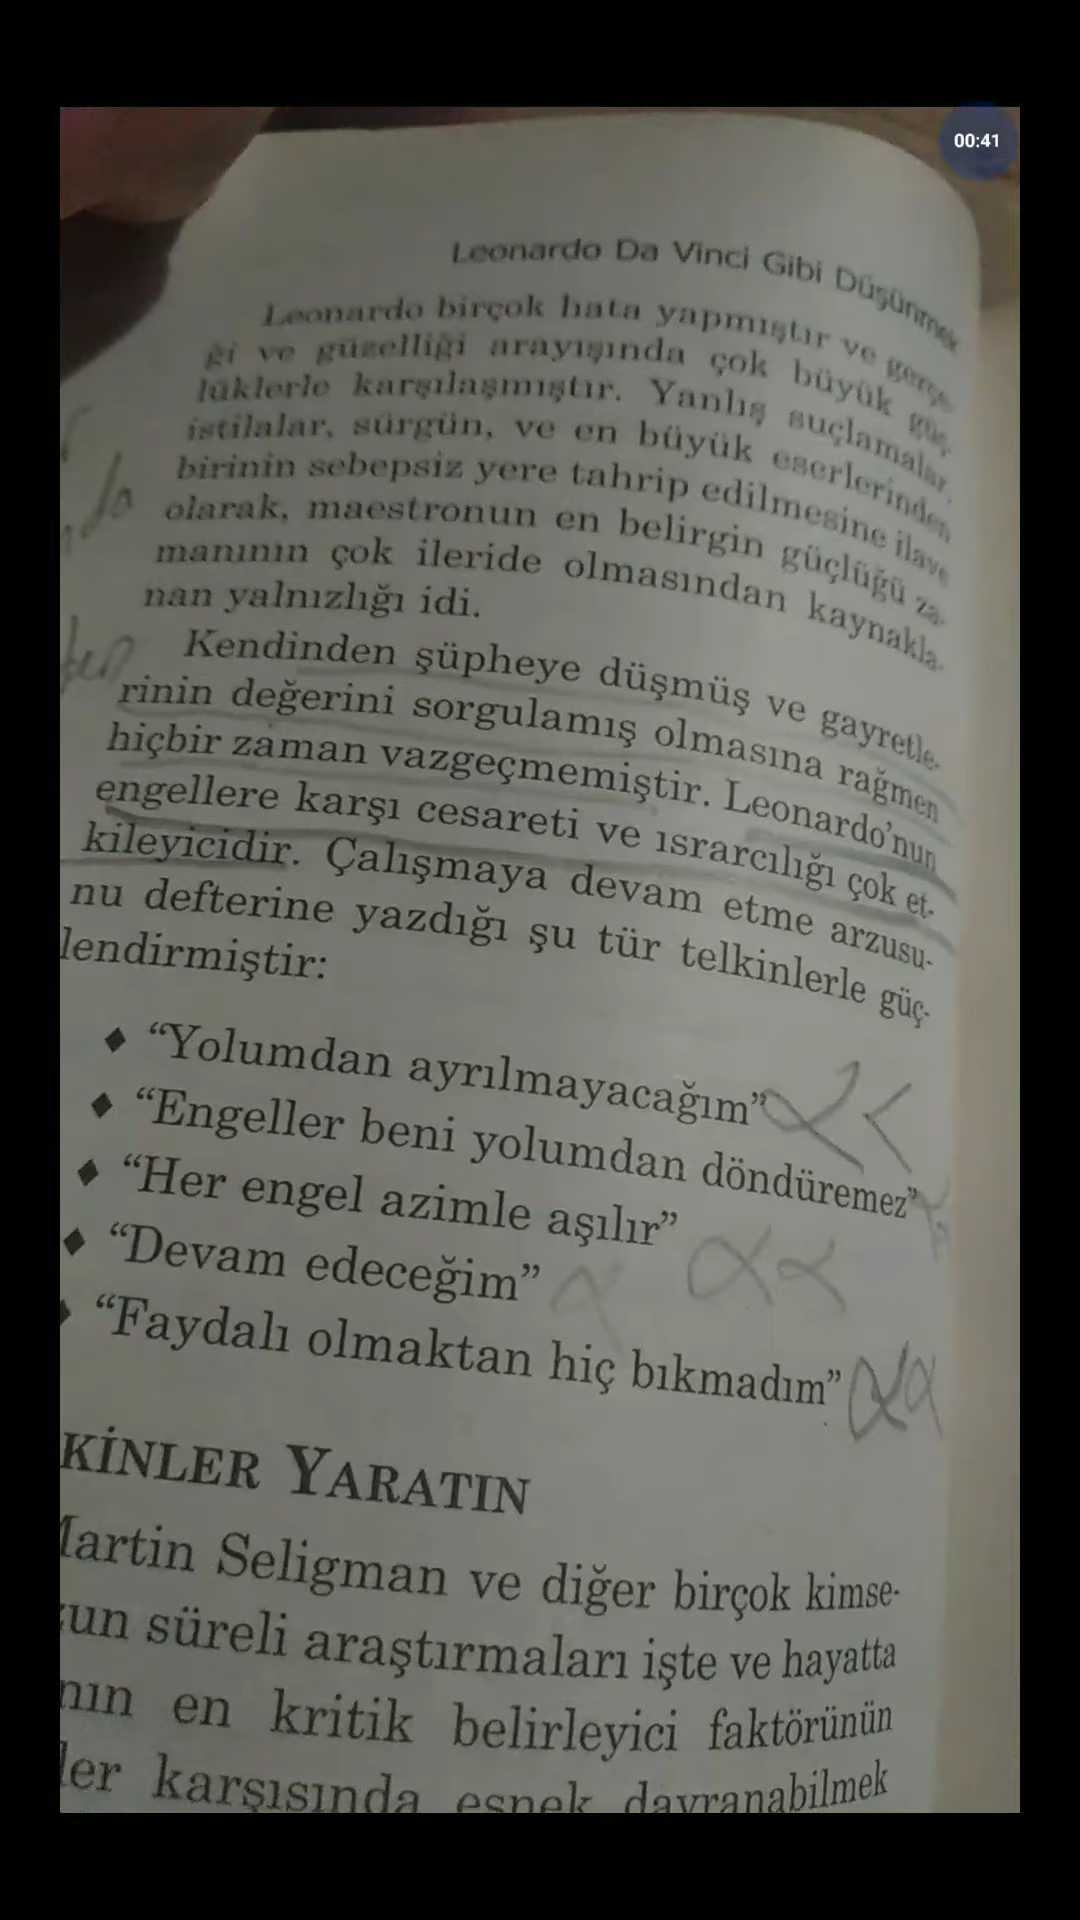 00:41
Leonardo Da Vinci Gibi Düşünmek
Leonardo birçok hata yapmıştır ve gerçe-
ği ve güzelliği arayışında çok büyük güç-
lüklerle karşılaşmıştır. Yanlış suçlamalar,
istilalar, sürgün, ve en büyük eserlerinden
birinin sebepsiz yere tahrip edilmesine ilave
olarak, maestronun en belirgin güçlüğü za-
manının çok ileride olmasından kaynakla-
nan yalnızlığı idi.
Kendinden şüpheye düşmüş ve gayretle-
rinin değerini sorgulamış olmasına rağmen
hiçbir zaman vazgeçmemiştir. Leonardo’nun
engellere karşı cesareti ve ısrarcılığı çok et-
kileyicidir. Çalışmaya devam etme arzusu-
nu defterine yazdığı şu tür telkinlerle güç-
lendirmiştir:
♦ “Yolumdan ayrılmayacağım”
♦ “Engeller beni yolumdan döndüremez”
♦ “Her engel azimle aşılır”
♦ “Devam edeceğim”
♦ “Faydalı olmaktan hiç bıkmadım”
KİNLER YARATIN
Martin Seligman ve diğer birçok kimse-
zun süreli araştırmaları işte ve hayatta
nın en kritik belirleyici faktörünün
ler karşısında esnek davranabilmek